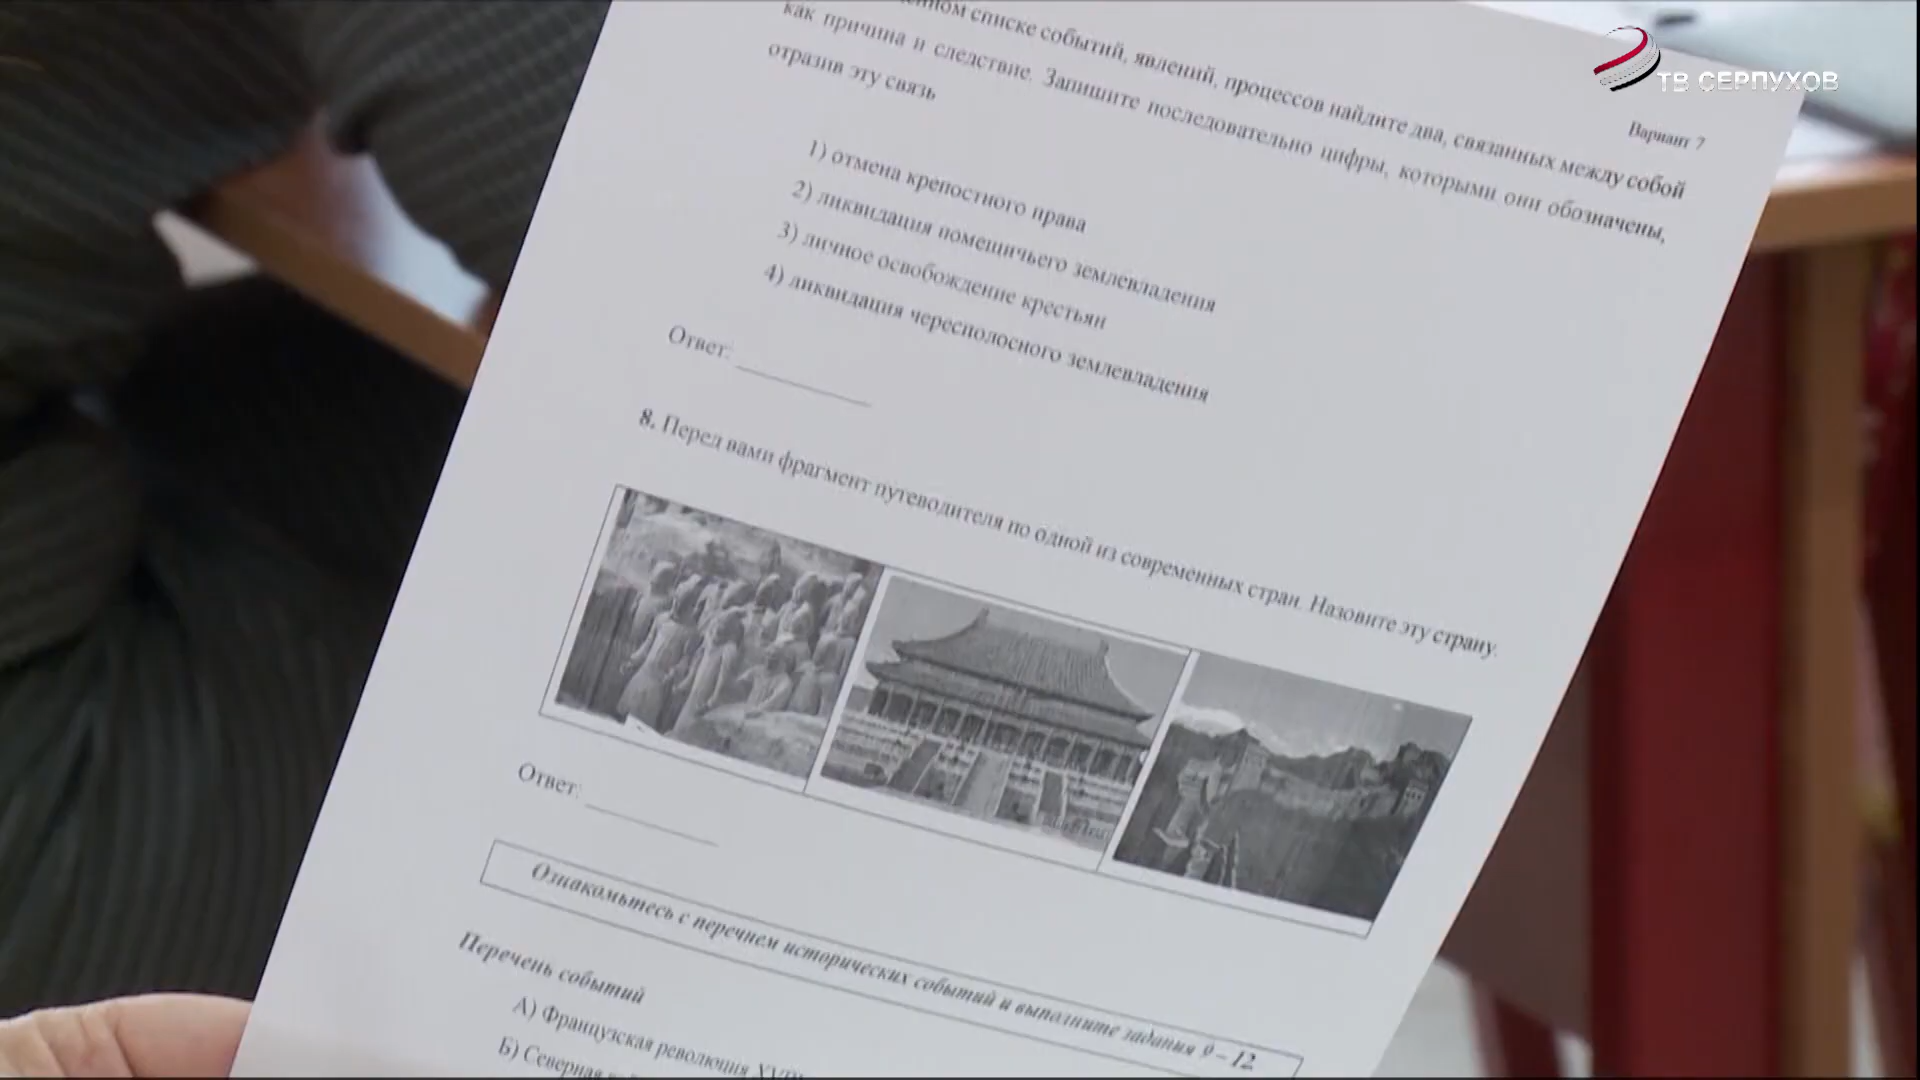 ТВ СЕРПУХОВ
Вариант 7
списке событий, явлений, процессов найдите два, связанных между собой
как причина и следствие. Запишите последовательно цифры, которыми они обозначены,
отразив эту связь
1) отмена крепостного права
2) ликвидация помещичьего землевладения
3) личное освобождение крестьян
4) ликвидация чересполосного землевладения
Ответ:
8. Перед вами фрагмент путеводителя по одной из современных стран. Назовите эту страну.
Ответ:
Ознакомьтесь с перечнем исторических событий и выполните задания 9 – 12
Перечень событий
А) Французская революция
Б) Северная